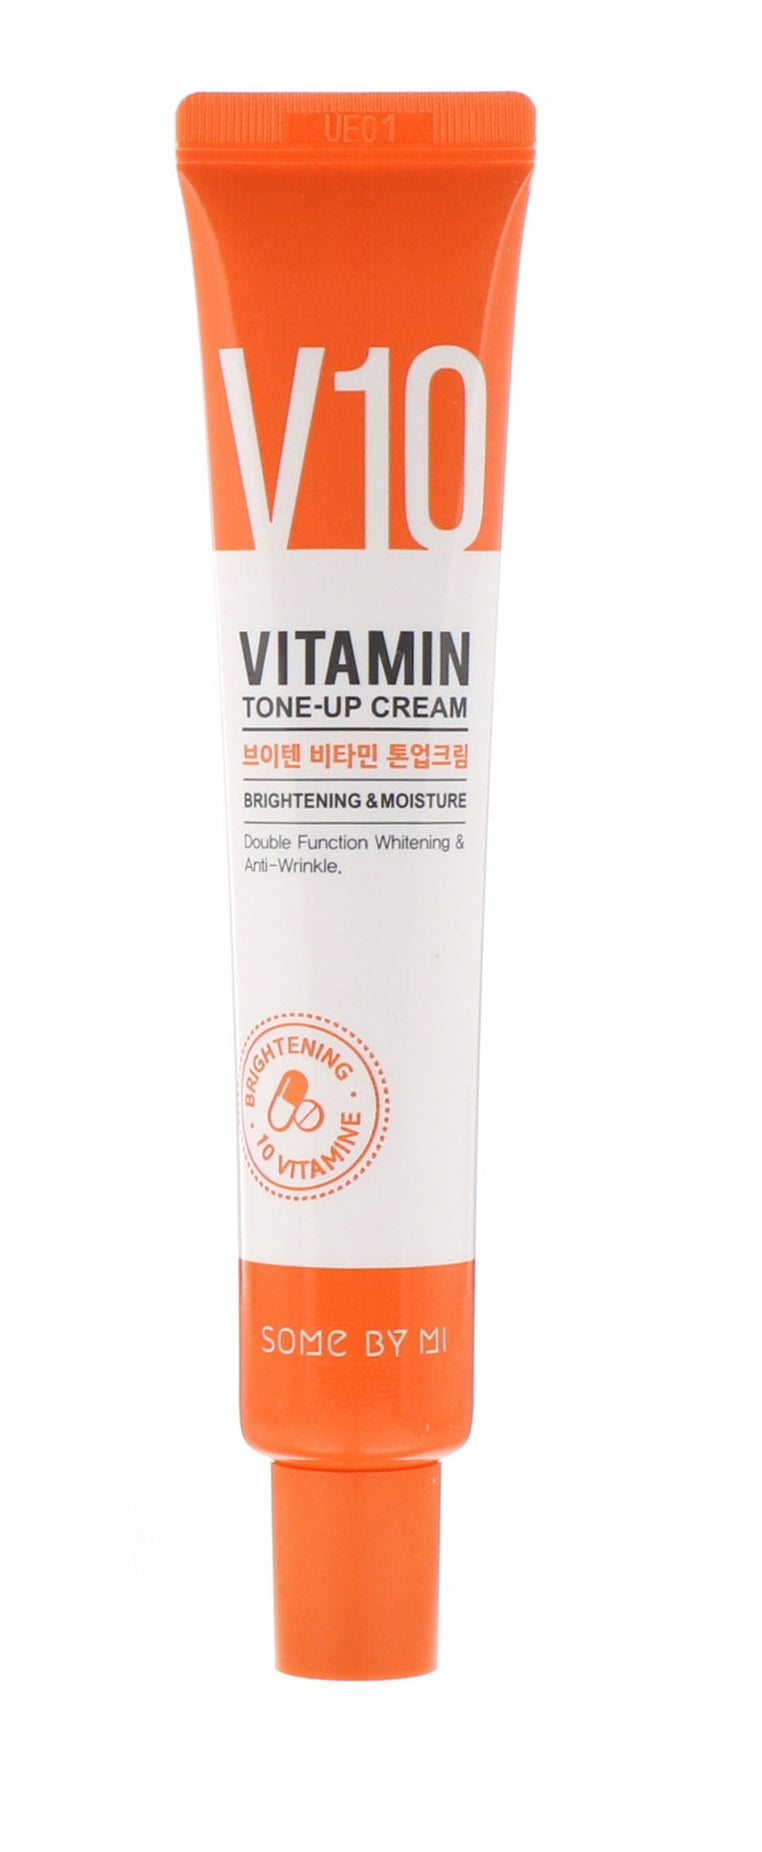 UE01
V10
VITAMIN
TONE-UP CREAM
브이텐 비타민 톤업크림
BRIGHTENING & MOISTURE
Double Function Whitening &
Anti-Wrinkle.
BRIGHTENING
10 VITAMINE
SOME BY MI